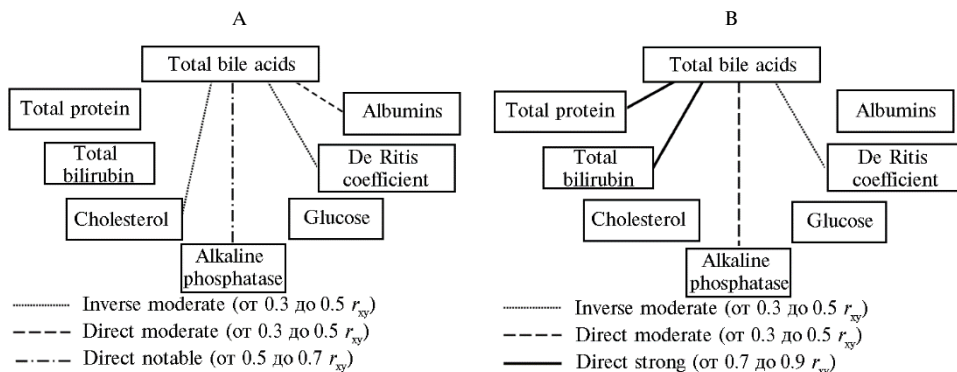 A
Total bile acids
Total protein
Albumins
Total
bilirubin
De Ritis
coefficient
Cholesterol
Glucose
Alkaline
phosphatase
Inverse moderate (от 0.3 до 0.5 rxy)
Direct moderate (от 0.3 до 0.5 rxy)
Direct notable (от 0.5 до 0.7 rxy)
B
Total bile acids
Total protein
Albumins
Total
bilirubin
De Ritis
coefficient
Cholesterol
Glucose
Alkaline
phosphatase
Inverse moderate (от 0.3 до 0.5 rxy)
Direct moderate (от 0.3 до 0.5 rxy)
Direct strong (от 0.7 до 0.9 rxy)